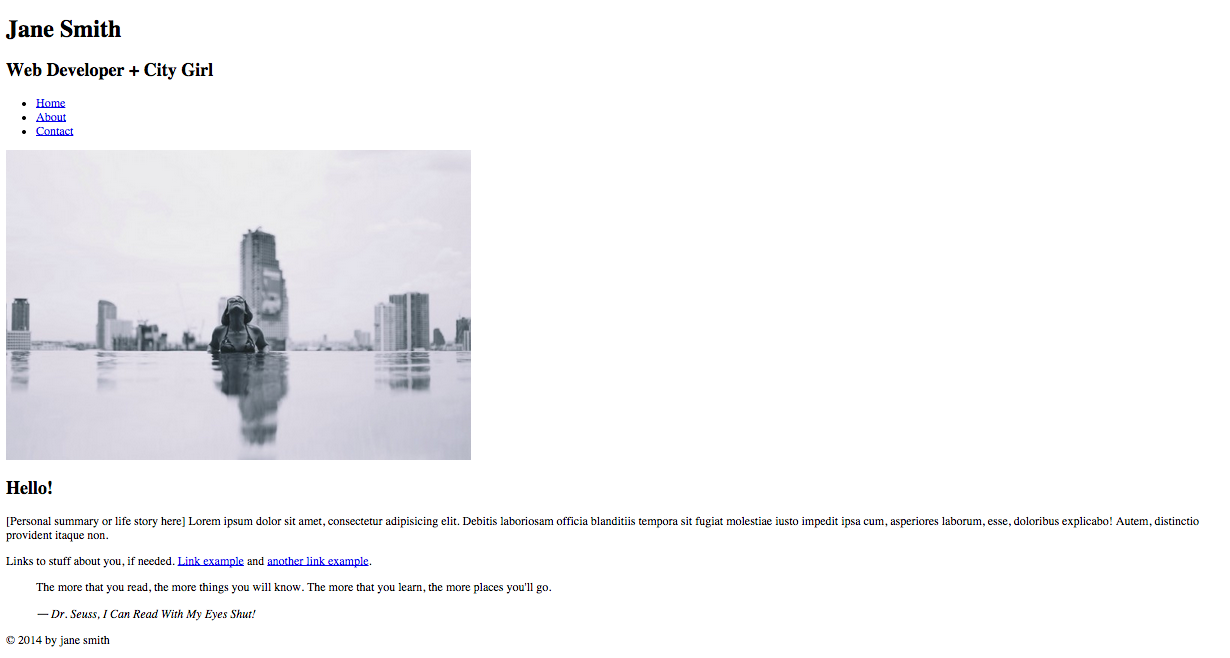 Jane Smith
Web Developer + City Girl
Home
About
Contact
Hello!
[Personal summary or life story here] Lorem ipsum dolor sit amet, consectetur adipisicing elit. Debitis laboriosam officia blanditiis tempora sit fugiat molestiae iusto impedit ipsa cum, asperiores laborum, esse, doloribus explicabo! Autem, distinctio
provident itaque non.
Links to stuff about you, if needed. Link example and another link example.
The more that you read, the more things you will know. The more that you learn, the more places you'll go.
— Dr. Seuss, I Can Read With My Eyes Shut!
© 2014 by jane smith